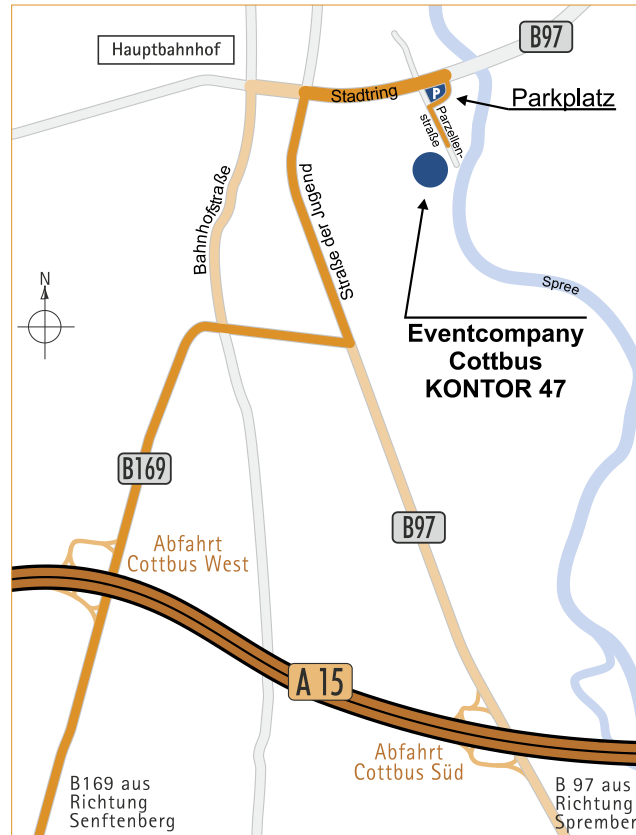 B97
Hauptbahnhof
P
Stadtring
Parkplatz
Parzellen-
straße
Bahnhofstraße
Straße der Jugend
N
Spree
Eventcompany
Cottbus
KONTOR 47
B169
B97
Abfahrt
Cottbus West
A 15
Abfahrt
Cottbus Süd
B169 aus
Richtung
Senftenberg
B 97 aus
Richtung
Sprember